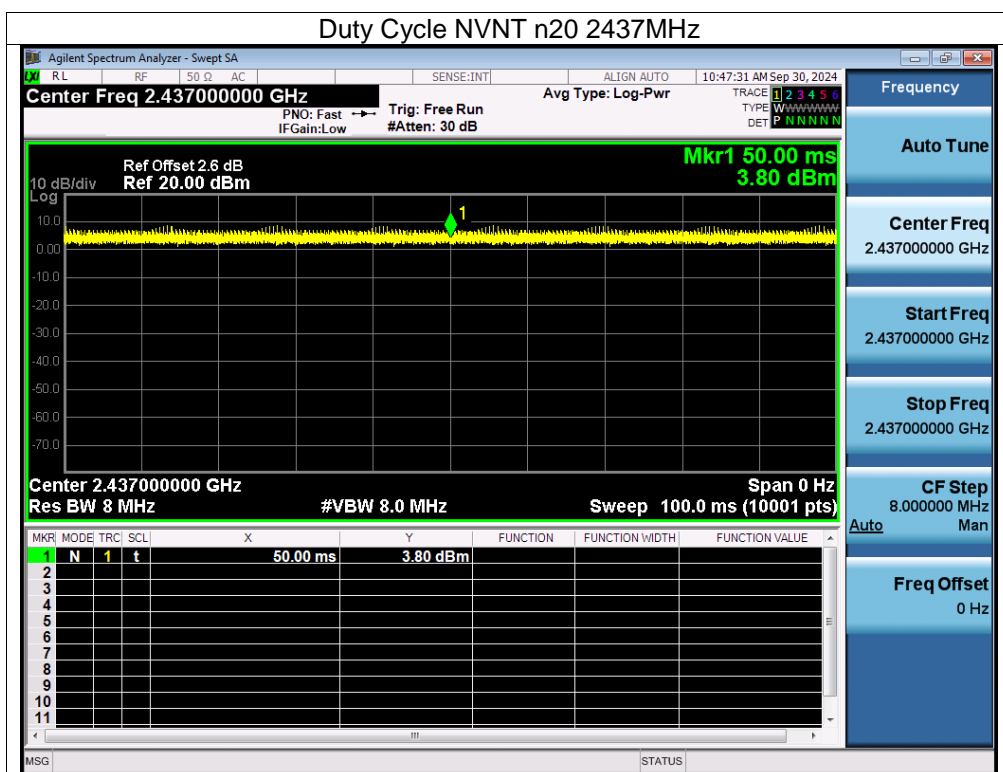 Duty Cycle NVNT n20 2437MHz
Agilent Spectrum Analyzer - Swept SA
LXI RL RF 50 Ω AC SENSE:INT ALIGN AUTO 10:47:31 AM Sep 30, 2024
Center Freq 2.437000000 GHz Avg Type: Log-Pwr TRACE 1 2 3 4 5 6
PNO: Fast Trig: Free Run TYPE WWWWWW
IFGain:Low #Atten: 30 dB DET P N N N N N
Mkr1 50.00 ms
Ref Offset 2.6 dB
10 dB/div Ref 20.00 dBm 3.80 dBm
Log
1
10.0
0.00
-10.0
-20.0
-30.0
-40.0
-50.0
-60.0
-70.0
Center 2.437000000 GHz Span 0 Hz
Res BW 8 MHz #VBW 8.0 MHz Sweep 100.0 ms (10001 pts)
MKR MODE TRC SCL X Y FUNCTION FUNCTION WIDTH FUNCTION VALUE
1 N 1 t 50.00 ms 3.80 dBm
2
3
4
5
6
7
8
9
10
11
MSG STATUS
Frequency
Auto Tune
Center Freq
2.437000000 GHz
Start Freq
2.437000000 GHz
Stop Freq
2.437000000 GHz
CF Step
8.000000 MHz
Auto Man
Freq Offset
0 Hz